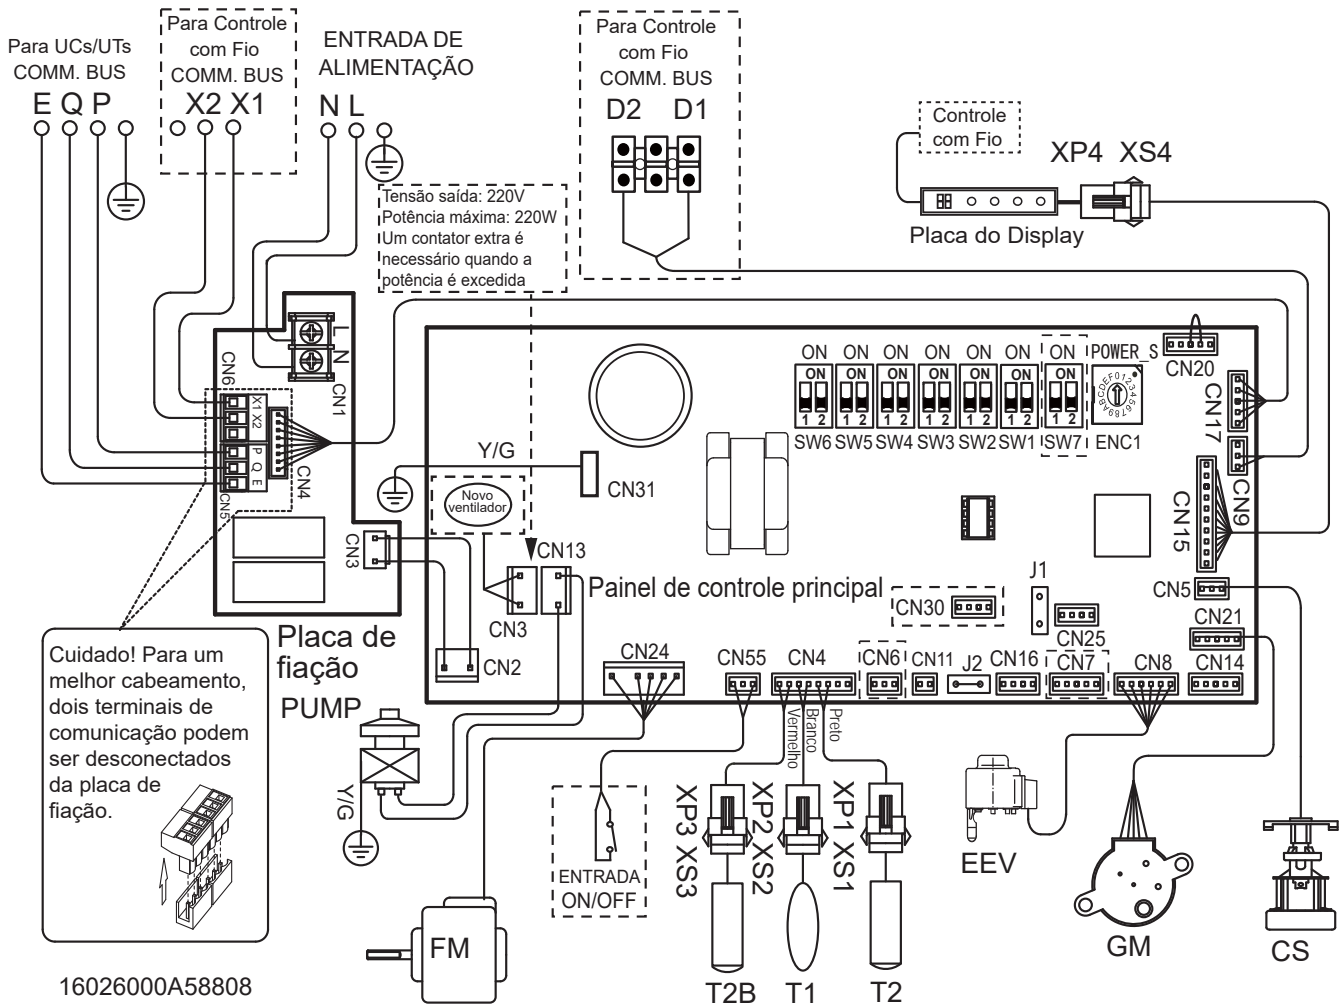 Para UCs/UTs
COMM. BUS
E Q P
Para Controle
com Fio
COMM. BUS
X2 X1
ENTRADA DE
ALIMENTAÇÃO
N L
Tensão saída: 220V
Potência máxima: 220W
Um contator extra é
necessário quando a
potência é excedida
Para Controle
com Fio
COMM. BUS
D2 D1
Controle
com Fio
XP4 XS4
Placa do Display
L
N
CN1
CN6
X1 X2
P Q E
CN5
CN4
CN3
Placa de
fiação
Y/G
CN31
Novo
ventilador
CN13
CN3
CN2
Painel de controle principal
ON ON ON ON ON ON ON
ON ON ON ON ON ON ON
1 2 1 2 1 2 1 2 1 2 1 2 1 2
SW6 SW5 SW4 SW3 SW2 SW1 SW7
POWER_S
0123456789ABCDEF
ENC1
CN20
CN17
CN9
CN15
CN5
CN21
J1
CN30
CN25
CN24
CN55
CN4
CN6
CN11
J2
CN16
CN7
CN8
CN14
Vermelho
Branco
Preto
Cuidado! Para um
melhor cabeamento,
dois terminais de
comunicação podem
ser desconectados
da placa de
fiação.
PUMP
Y/G
ENTRADA
ON/OFF
XP3 XS3
XP2 XS2
XP1 XS1
FM
T2B
T1
T2
EEV
GM
CS
16026000A58808